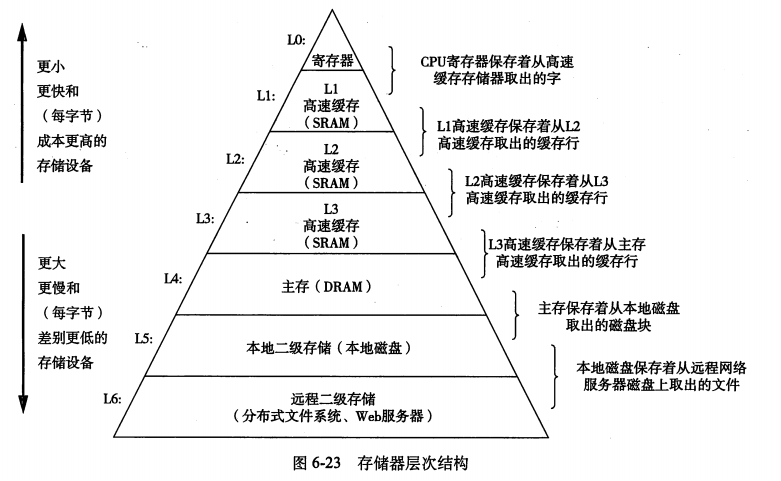 L0:
寄存器
CPU寄存器保存着从高速
缓存存储器取出的字
更小
更快和
（每字节）
成本更高的
存储设备
L1:
L1
高速缓存
（SRAM）
L1高速缓存保存着从L2
高速缓存取出的缓存行
L2:
L2
高速缓存
（SRAM）
L2高速缓存保存着从L3
高速缓存取出的缓存行
L3:
L3
高速缓存
（SRAM）
L3高速缓存保存着从主存
高速缓存取出的缓存行
更大
更慢和
（每字节）
差别更低的
存储设备
L4:
主存（DRAM）
主存保存着从本地磁盘
取出的磁盘块
L5:
本地二级存储（本地磁盘）
本地磁盘保存着从远程网络
服务器磁盘上取出的文件
L6:
远程二级存储
（分布式文件系统、Web服务器）
图 6-23 存储器层次结构